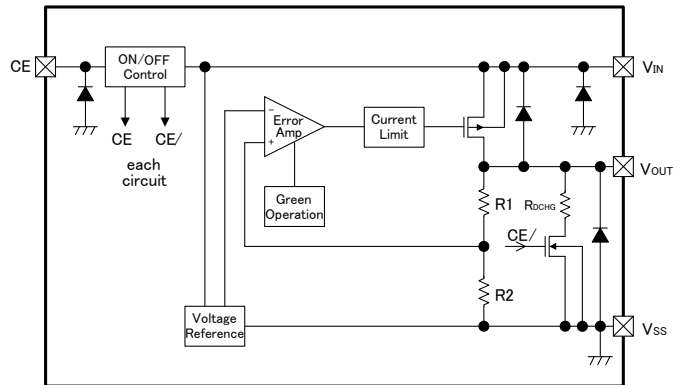 CE
ON/OFF
Control
VIN
CE
CE/
each
circuit
−
Error
Amp
+
Current
Limit
Green
Operation
VOUT
R1
RDCHG
CE/
R2
Voltage
Reference
VSS